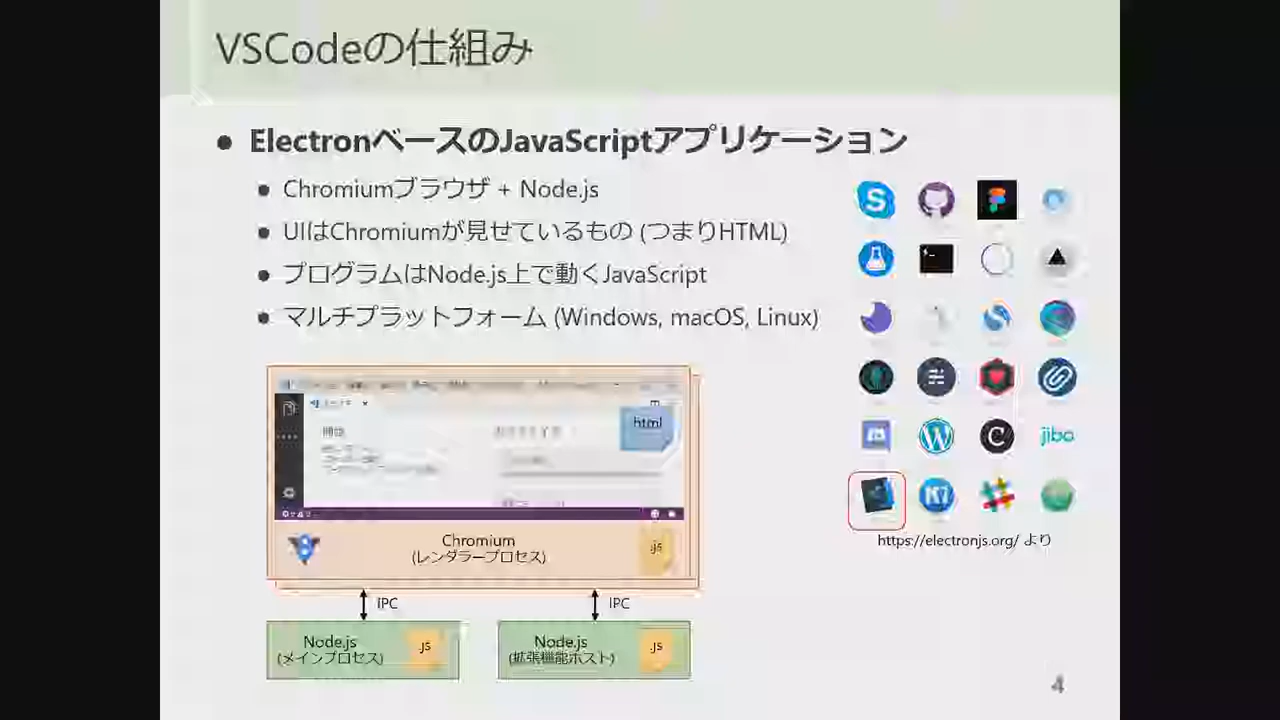 VSCodeの仕組み
ElectronベースのJavaScriptアプリケーション
Chromiumブラウザ + Node.js
UIはChromiumが見せているもの (つまりHTML)
プログラムはNode.js上で動くJavaScript
マルチプラットフォーム (Windows, macOS, Linux)
jibo
https://electronjs.org/ より
html
Chromium
(レンダラープロセス)
.js
IPC
IPC
Node.js
(メインプロセス)
.js
Node.js
(拡張機能ホスト)
.js
4